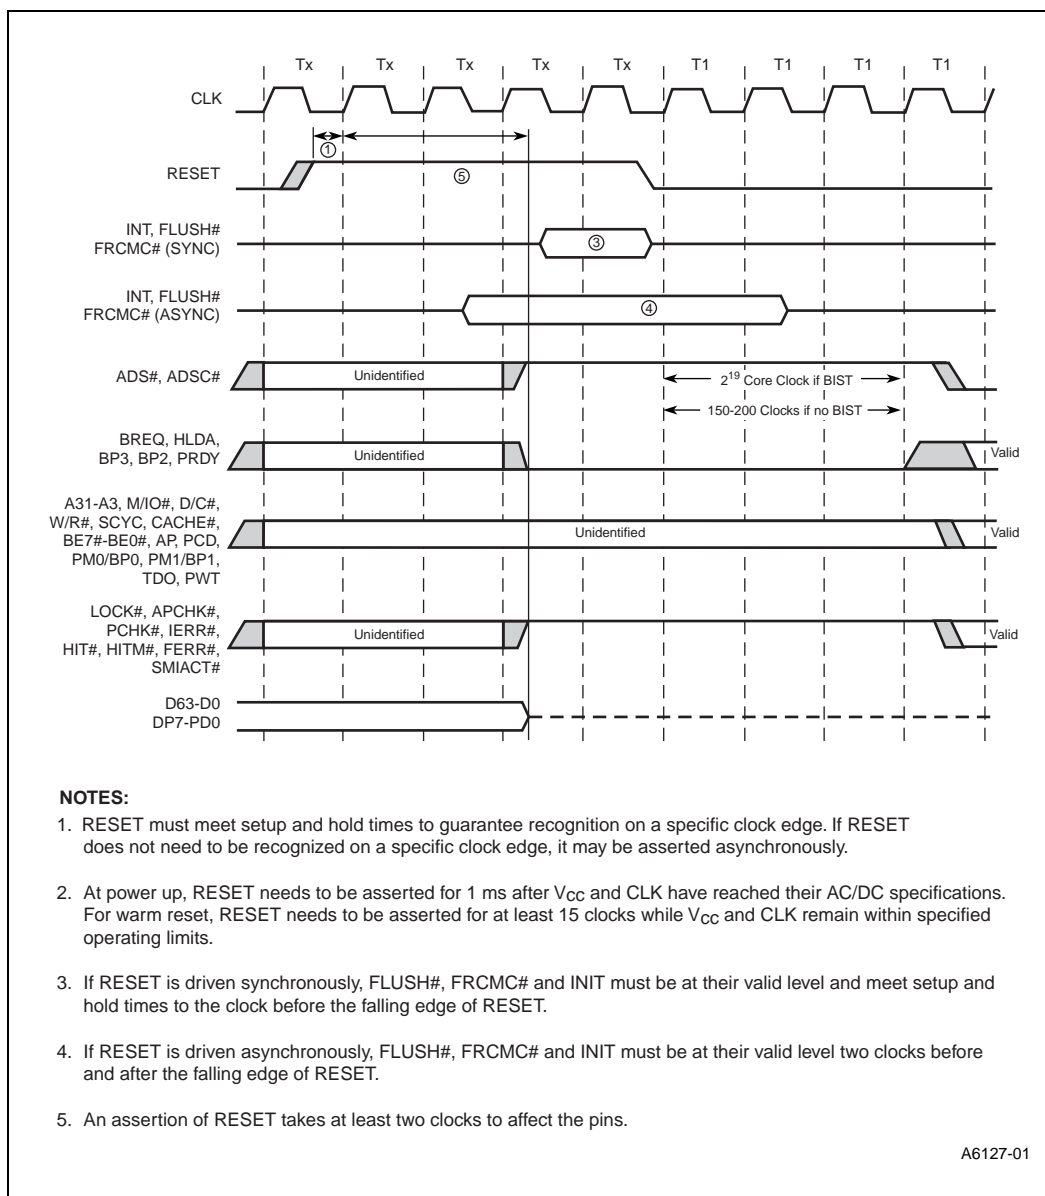 Tx Tx Tx Tx Tx T1 T1 T1 T1
CLK
①
RESET
⑤
INT, FLUSH#
FRCMC# (SYNC)
③
INT, FLUSH#
FRCMC# (ASYNC)
④
ADS#, ADSC#
Unidentified
2^19 Core Clock if BIST
150-200 Clocks if no BIST
BREQ, HLDA,
BP3, BP2, PRDY
Unidentified
Valid
A31-A3, M/IO#, D/C#,
W/R#, SCYC, CACHE#,
BE7#-BE0#, AP, PCD,
PM0/BP0, PM1/BP1,
TDO, PWT
Unidentified
Valid
LOCK#, APCHK#,
PCHK#, IERR#,
HIT#, HITM#, FERR#,
SMIACT#
Unidentified
Valid
D63-D0
DP7-PD0
NOTES:
1. RESET must meet setup and hold times to guarantee recognition on a specific clock edge. If RESET
does not need to be recognized on a specific clock edge, it may be asserted asynchronously.
2. At power up, RESET needs to be asserted for 1 ms after VCC and CLK have reached their AC/DC specifications.
For warm reset, RESET needs to be asserted for at least 15 clocks while VCC and CLK remain within specified
operating limits.
3. If RESET is driven synchronously, FLUSH#, FRCMC# and INIT must be at their valid level and meet setup and
hold times to the clock before the falling edge of RESET.
4. If RESET is driven asynchronously, FLUSH#, FRCMC# and INIT must be at their valid level two clocks before
and after the falling edge of RESET.
5. An assertion of RESET takes at least two clocks to affect the pins.
A6127-01